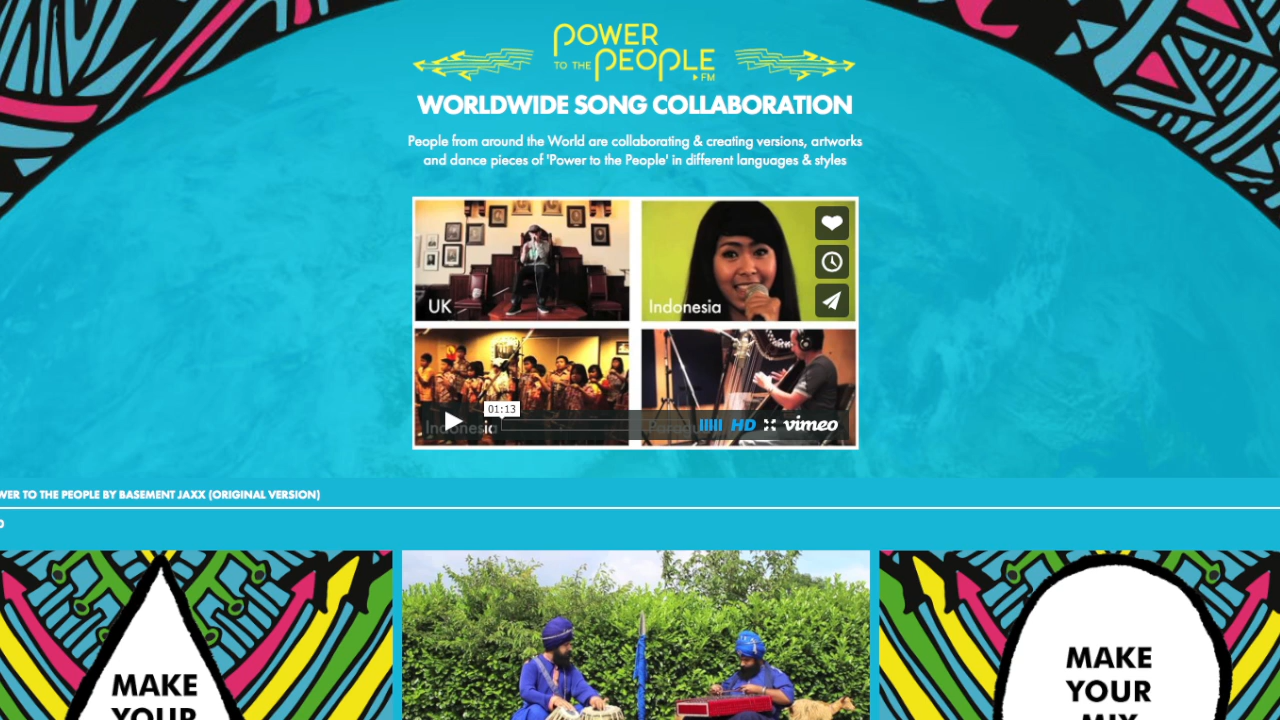 POWER
TO THE PEOPLE
FM
WORLDWIDE SONG COLLABORATION
People from around the World are collaborating & creating versions, artworks
and dance pieces of 'Power to the People' in different languages & styles
UK
Indonesia
01:13
Indonesia
HD vimeo
TO THE PEOPLE BY BASEMENT JAXX (ORIGINAL VERSION)
MAKE
YOUR
MAKE
YOUR
MIX